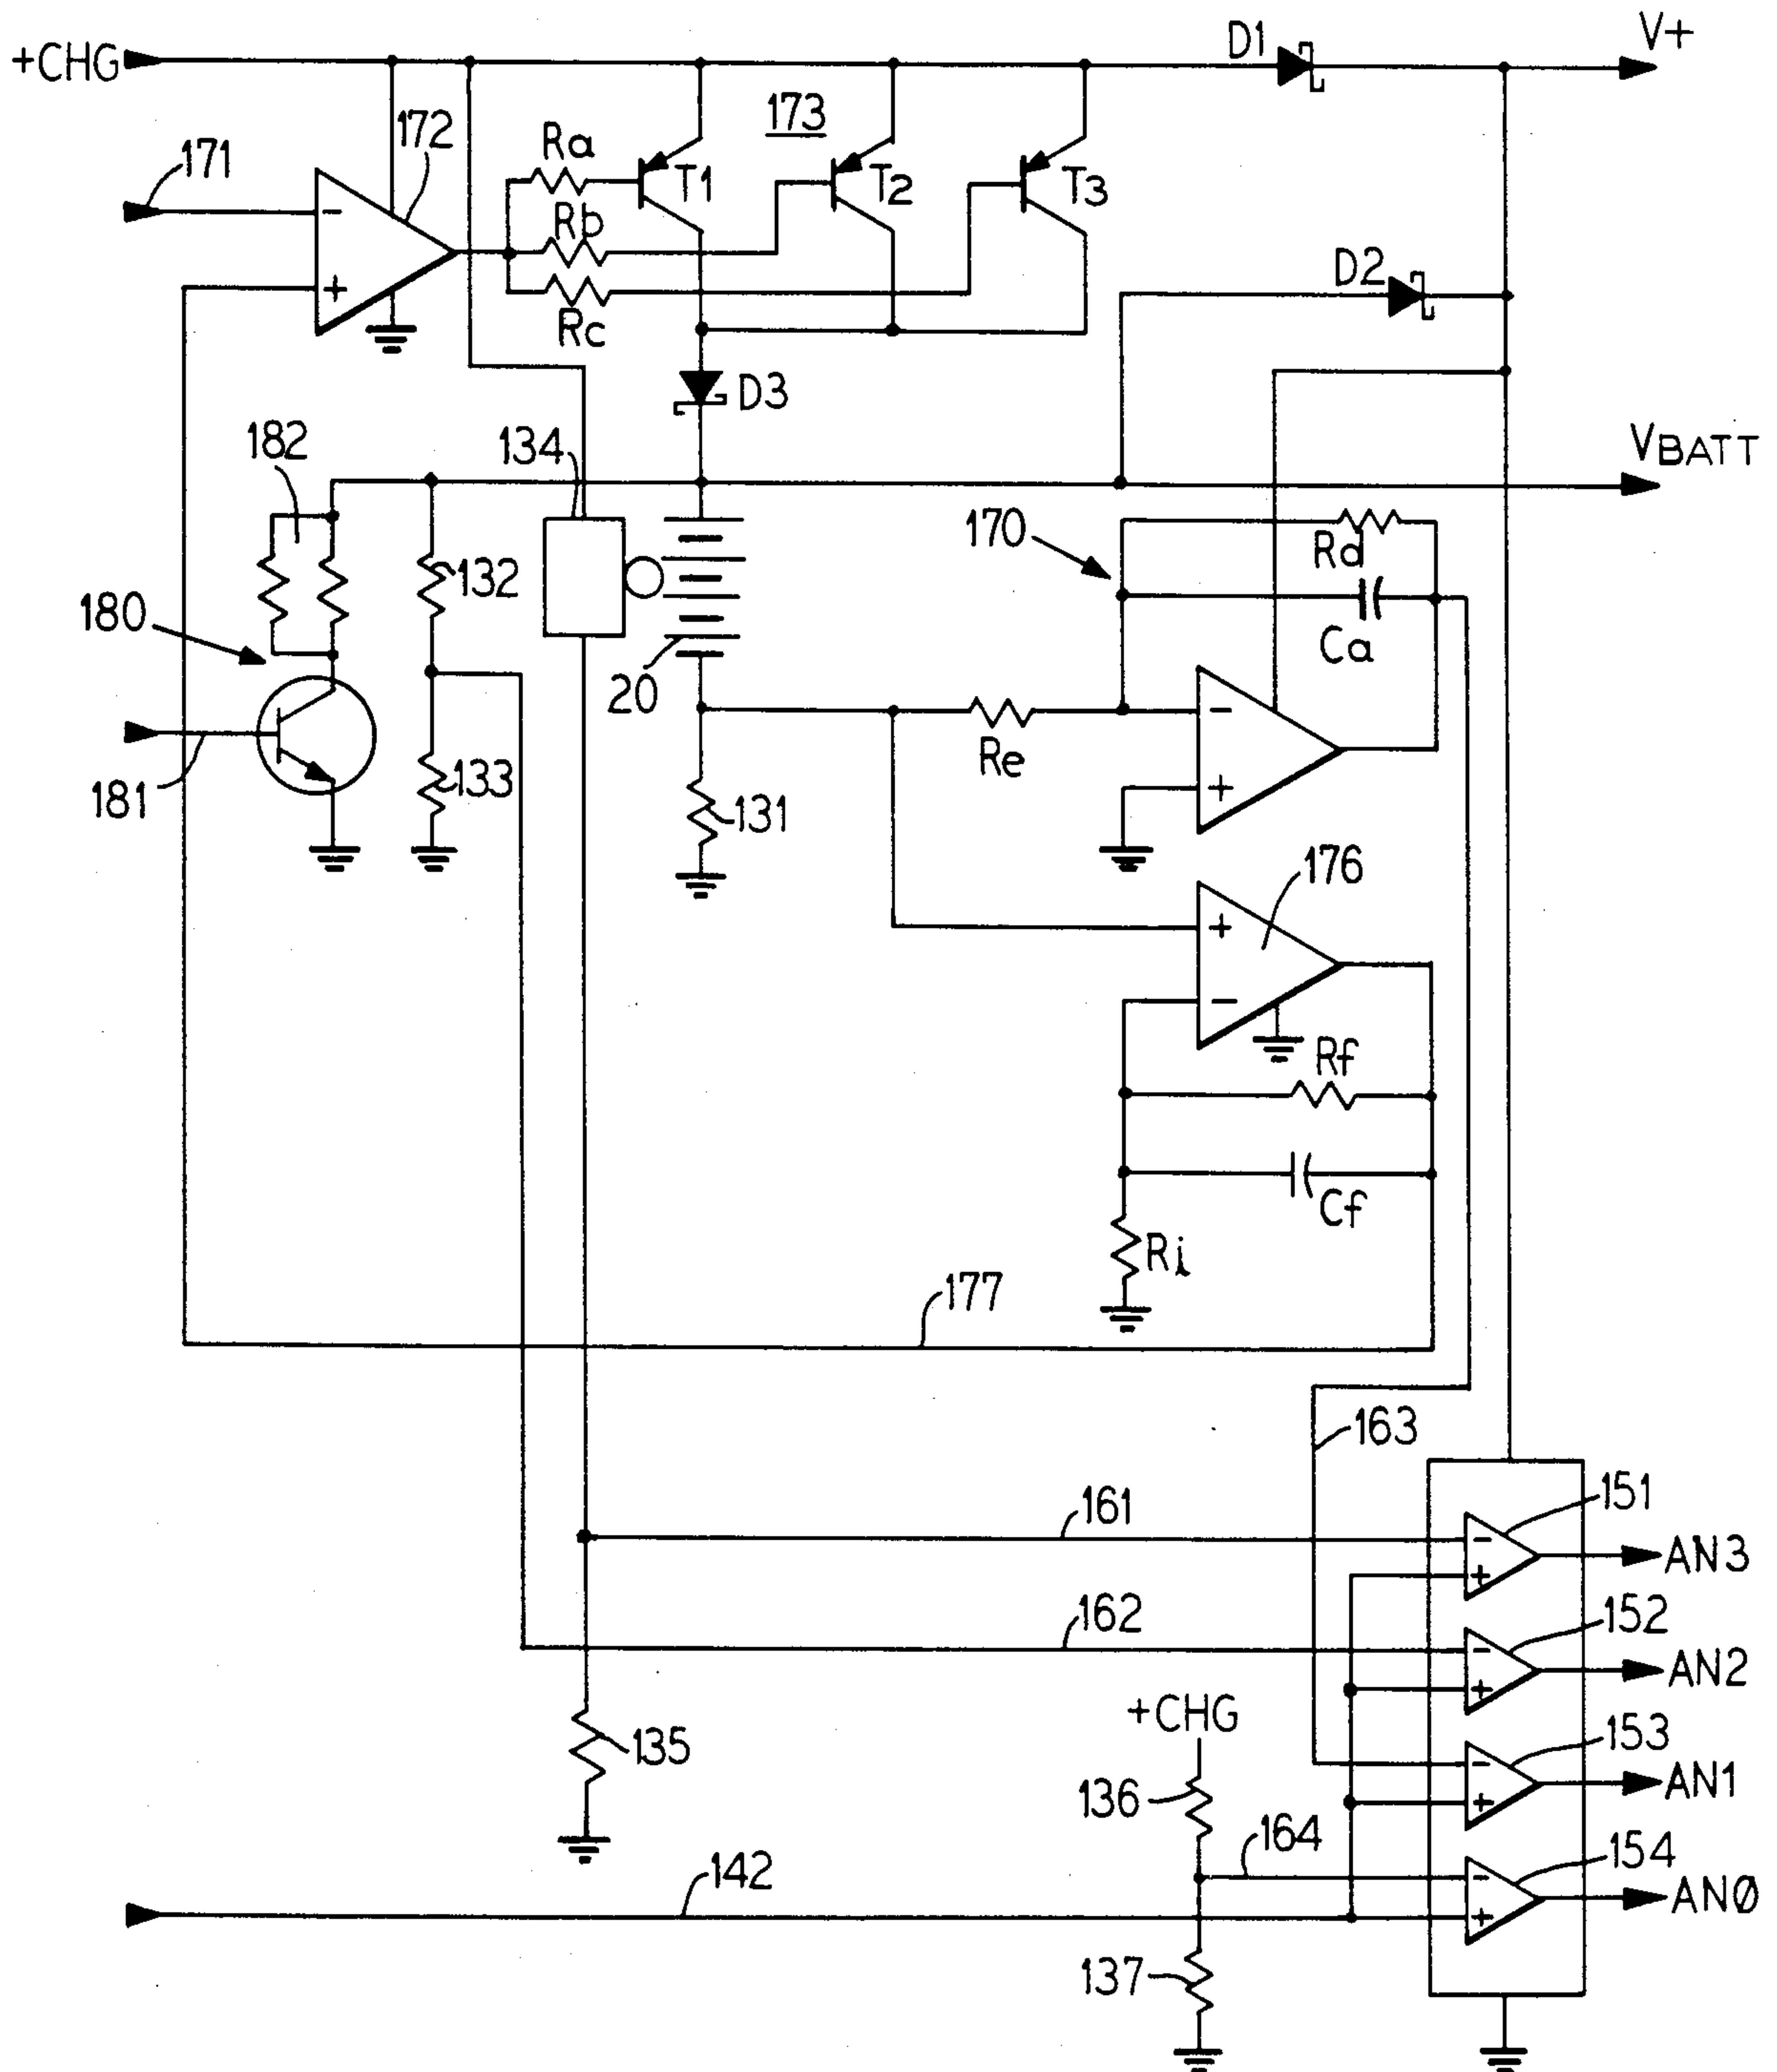 +CHG
D1
V+
171
172
Ra
173
T1
T2
T3
Rb
Rc
-
+
D2
D3
182
134
VBATT
170
Rd
132
Ca
180
20
-
Re
181
133
131
+
176
+
-
Rf
Cf
Ri
177
163
151
161
-
+
AN3
152
162
-
+
AN2
+CHG
153
135
-
+
AN1
136
164
154
142
-
+
AN0
137